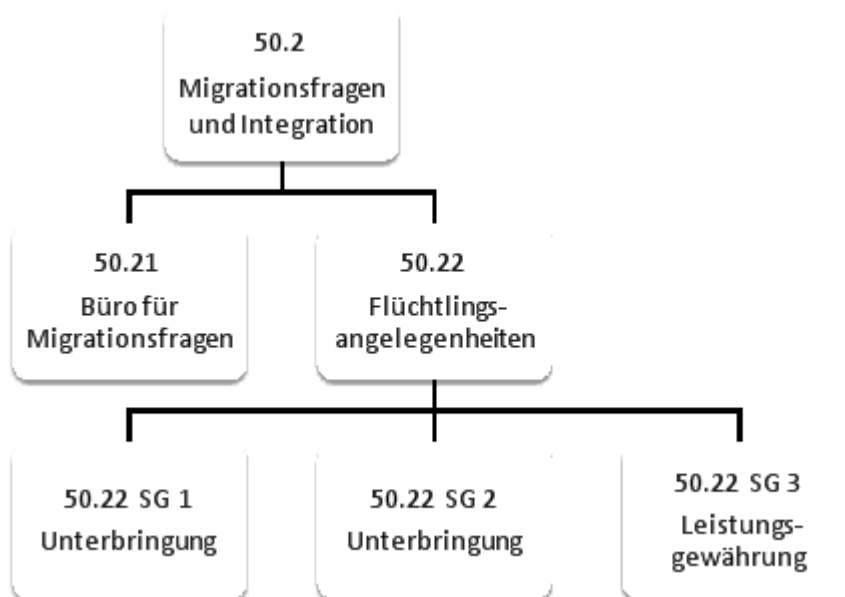 50.2
Migrationsfragen
und Integration
50.21
Büro für
Migrationsfragen
50.22
Flüchtlings-
angelegenheiten
50.22 SG 1
Unterbringung
50.22 SG 2
Unterbringung
50.22 SG 3
Leistungs-
gewährung